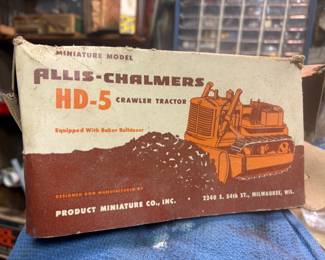 MINIATURE MODEL
ALLIS-CHALMERS
HD-5 CRAWLER TRACTOR
Equipped With Baker Bulldozer
DESIGNED AND MANUFACTURED BY
PRODUCT MINIATURE CO., INC. • 2240 S. 54th ST., MILWAUKEE, WIS.